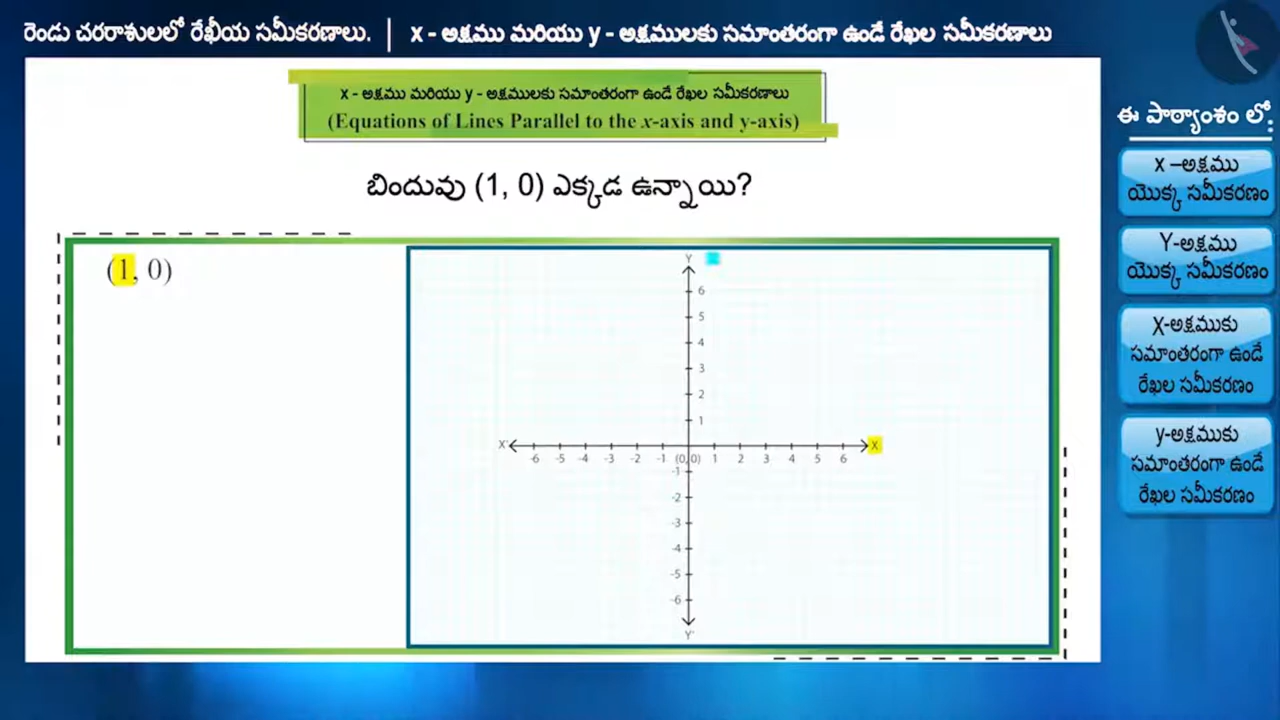 రెండు చరరాశులలో రేఖీయ సమీకరణాలు. | x - అక్షము మరియు y - అక్షములకు సమాంతరంగా ఉండే రేఖల సమీకరణాలు
x - అక్షము మరియు y - అక్షములకు సమాంతరంగా ఉండే రేఖల సమీకరణాలు
(Equations of Lines Parallel to the x-axis and y-axis)
బిందువు (1, 0) ఎక్కడ ఉన్నాయి?
(1, 0)
Y
6
5
4
3
2
1
X' -6 -5 -4 -3 -2 -1 (0,0) 1 2 3 4 5 6 X
-1
-2
-3
-4
-5
-6
Y'
ఈ పాఠ్యాంశం లో:
x –అక్షము
యొక్క సమీకరణం
Y-అక్షము
యొక్క సమీకరణం
X-అక్షముకు
సమాంతరంగా ఉండే
రేఖల సమీకరణం
y-అక్షముకు
సమాంతరంగా ఉండే
రేఖల సమీకరణం